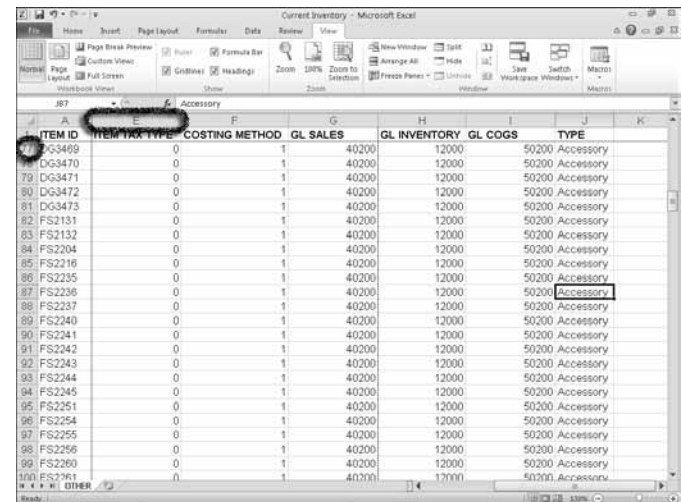 Current Inventory - Microsoft Excel
File Home Insert Page Layout Formulas Data Review View
Normal Page Layout Page Break Preview Custom Views Full Screen Ruler Formula Bar Gridlines Headings Zoom 100% Zoom to Selection New Window Arrange All Freeze Panes Split Hide Unhide Save Workspace Switch Windows Macros
Workbook Views Show Zoom Window Macros
J87 fx Accessory
A E F G H I J K
ITEM ID ITEM TAX TYPE COSTING METHOD GL SALES GL INVENTORY GL COGS TYPE
77 DG3469 0 1 40200 12000 50200 Accessory
78 DG3470 0 1 40200 12000 50200 Accessory
79 DG3471 0 1 40200 12000 50200 Accessory
80 DG3472 0 1 40200 12000 50200 Accessory
81 DG3473 0 1 40200 12000 50200 Accessory
82 FS2131 0 1 40200 12000 50200 Accessory
83 FS2132 0 1 40200 12000 50200 Accessory
84 FS2204 0 1 40200 12000 50200 Accessory
85 FS2216 0 1 40200 12000 50200 Accessory
86 FS2235 0 1 40200 12000 50200 Accessory
87 FS2236 0 1 40200 12000 50200 Accessory
88 FS2237 0 1 40200 12000 50200 Accessory
89 FS2240 0 1 40200 12000 50200 Accessory
90 FS2241 0 1 40200 12000 50200 Accessory
91 FS2242 0 1 40200 12000 50200 Accessory
92 FS2243 0 1 40200 12000 50200 Accessory
93 FS2244 0 1 40200 12000 50200 Accessory
94 FS2245 0 1 40200 12000 50200 Accessory
95 FS2251 0 1 40200 12000 50200 Accessory
96 FS2254 0 1 40200 12000 50200 Accessory
97 FS2255 0 1 40200 12000 50200 Accessory
98 FS2256 0 1 40200 12000 50200 Accessory
99 FS2260 0 1 40200 12000 50200 Accessory
100 FS2261 0 1 40200 12000 50200 Accessory
OTHER
Ready 130%